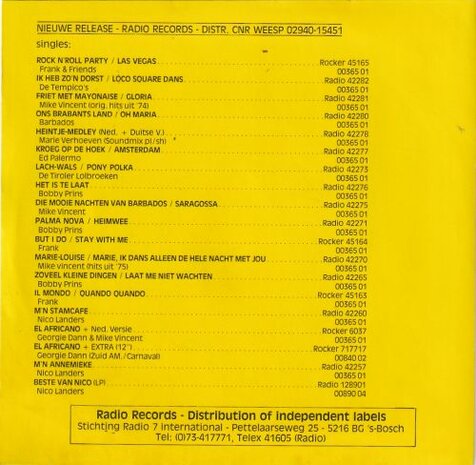 NIEUWE RELEASE - RADIO RECORDS - DISTR. CNR WEESP 02940-15451
singles:
ROCK N'ROLL PARTY / LAS VEGAS Rocker 45165
Frank & Friends 00365 01
IK HEB ZO'N DORST / LOCO SQUARE DANS Radio 42282
De Tempico's 00365 01
FRIET MET MAYONAISE / GLORIA Radio 42281
Mike Vincent (orig. hits uit '74) 00365 01
ONS BRABANTS LAND / OH MARIA Radio 42280
Barbados 00365 01
HEINTJE-MEDLEY (Ned. + Duitse V.) Radio 42278
Marie Verhoeven (Soundmix pl/sh) 00365 01
KROEG OP DE HOEK / AMSTERDAM Radio 42277
Ed Palermo 00365 01
LACH-WALS / PONY POLKA Radio 42273
De Tiroler Lolbroeken 00365 01
HET IS TE LAAT Radio 42276
Bobby Prins 00365 01
DIE MOOIE NACHTEN VAN BARBADOS / SARAGOSSA Radio 42275
Mike Vincent 00365 01
PALMA NOVA / HEIMWEE Radio 42271
Bobby Prins 00365 01
BUT I DO / STAY WITH ME Rocker 45164
Frank 00365 01
MARIE-LOUISE / MARIE, IK DANS ALLEEN DE HELE NACHT MET JOU Radio 42270
Mike vincent (hits uit '75) 00365 01
ZOVEEL KLEINE DINGEN / LAAT ME NIET WACHTEN Radio 42265
Bobby Prins 00365 01
IL MONDO / QUANDO QUANDO Rocker 45163
Frank 00365 01
M'N STAMCAFE Radio 42260
Nico Landers 00365 01
EL AFRICANO + Ned. Versie Rocker 6037
Georgie Dann & Mike Vincent 00365 01
EL AFRICANO + EXTRA (12") Rocker 717717
Georgie Dann (Zuid AM. / Carnaval) 00840 02
M'N ANNEMIEKE Radio 42257
Nico Landers 00365 01
BESTE VAN NICO (LP) Radio 128901
Nico Landers 00890 04
Radio Records - Distribution of independent labels
Stichting Radio 7 international - Pettelaarseweg 25 - 5216 BG 's-Bosch
Tel: (0)73-417771, Telex 41605 (Radio)